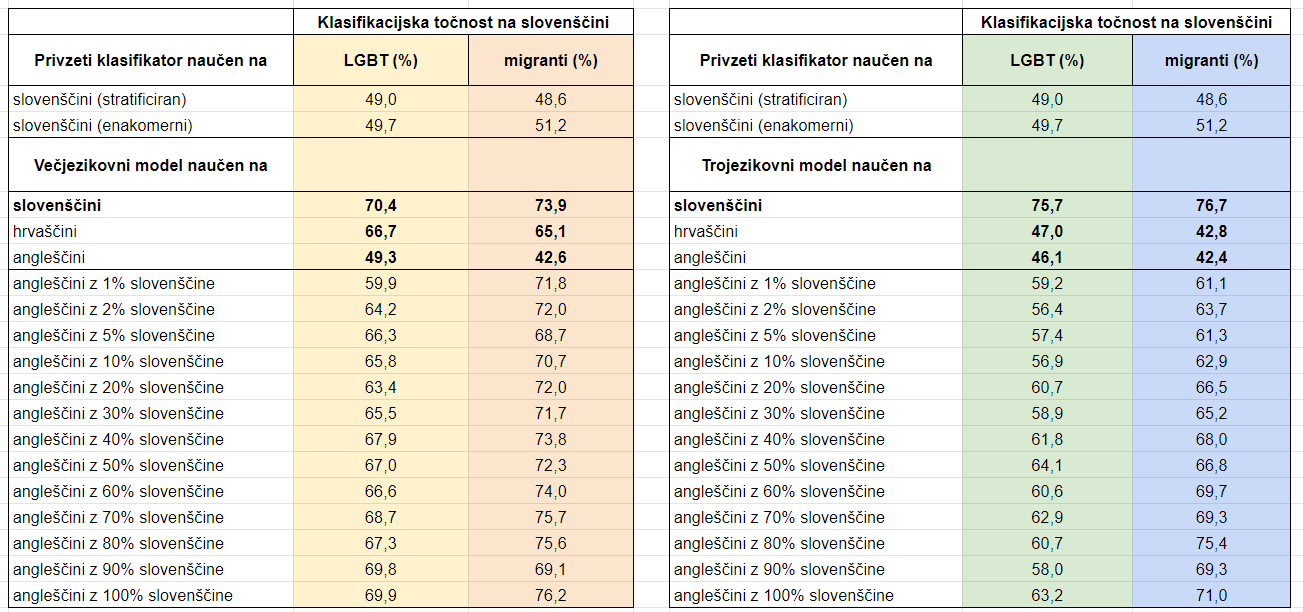 Klasifikacijska točnost na slovenščini
Privzeti klasifikator naučen na LGBT (%) migranti (%)
slovenščini (stratificiran) 49,0 48,6
slovenščini (enakomerni) 49,7 51,2
Večjezikovni model naučen na
slovenščini 70,4 73,9
hrvaščini 66,7 65,1
angleščini 49,3 42,6
angleščini z 1% slovenščine 59,9 71,8
angleščini z 2% slovenščine 64,2 72,0
angleščini z 5% slovenščine 66,3 68,7
angleščini z 10% slovenščine 65,8 70,7
angleščini z 20% slovenščine 63,4 72,0
angleščini z 30% slovenščine 65,5 71,7
angleščini z 40% slovenščine 67,9 73,8
angleščini z 50% slovenščine 67,0 72,3
angleščini z 60% slovenščine 66,6 74,0
angleščini z 70% slovenščine 68,7 75,7
angleščini z 80% slovenščine 67,3 75,6
angleščini z 90% slovenščine 69,8 69,1
angleščini z 100% slovenščine 69,9 76,2
Klasifikacijska točnost na slovenščini
Privzeti klasifikator naučen na LGBT (%) migranti (%)
slovenščini (stratificiran) 49,0 48,6
slovenščini (enakomerni) 49,7 51,2
Trojezikovni model naučen na
slovenščini 75,7 76,7
hrvaščini 47,0 42,8
angleščini 46,1 42,4
angleščini z 1% slovenščine 59,2 61,1
angleščini z 2% slovenščine 56,4 63,7
angleščini z 5% slovenščine 57,4 61,3
angleščini z 10% slovenščine 56,9 62,9
angleščini z 20% slovenščine 60,7 66,5
angleščini z 30% slovenščine 58,9 65,2
angleščini z 40% slovenščine 61,8 68,0
angleščini z 50% slovenščine 64,1 66,8
angleščini z 60% slovenščine 60,6 69,7
angleščini z 70% slovenščine 62,9 69,3
angleščini z 80% slovenščine 60,7 75,4
angleščini z 90% slovenščine 58,0 69,3
angleščini z 100% slovenščine 63,2 71,0